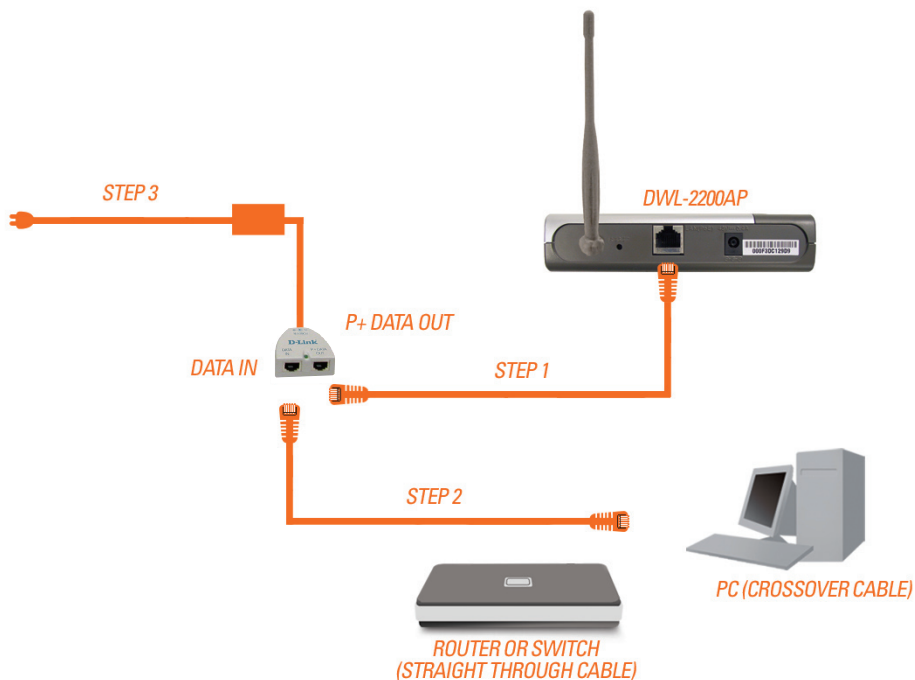 STEP 3
DWL-2200AP
P+ DATA OUT
D-Link
DATA IN
STEP 1
STEP 2
PC (CROSSOVER CABLE)
ROUTER OR SWITCH
(STRAIGHT THROUGH CABLE)